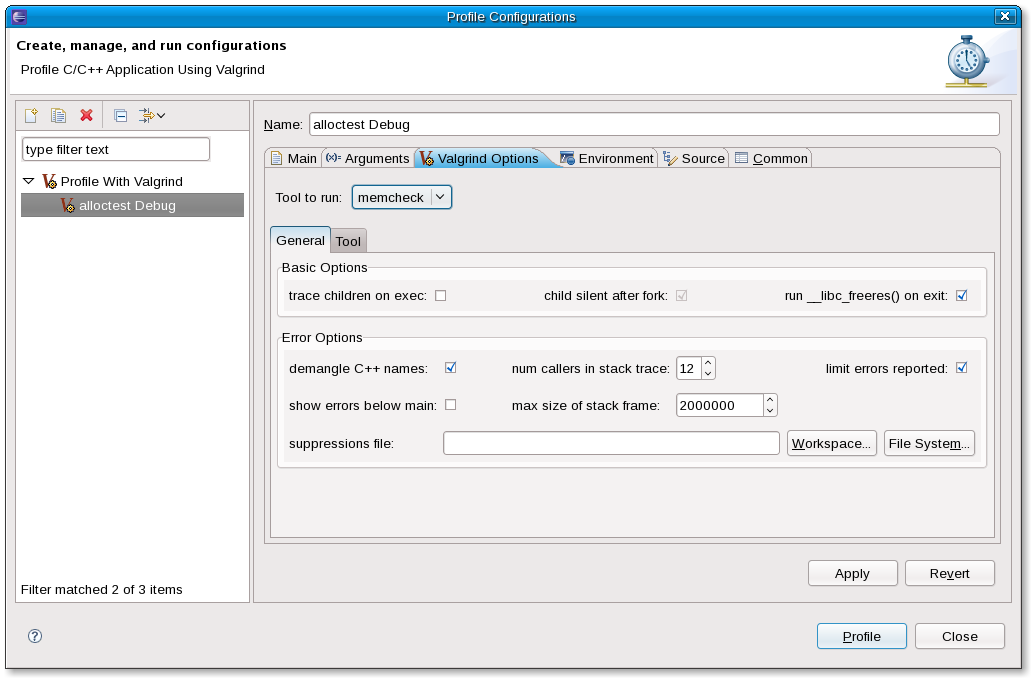 Profile Configurations
Create, manage, and run configurations
Profile C/C++ Application Using Valgrind
type filter text
Profile With Valgrind
alloctest Debug
Filter matched 2 of 3 items
Name: alloctest Debug
Main (x)= Arguments Valgrind Options Environment Source Common
Tool to run: memcheck
General Tool
Basic Options
trace children on exec: child silent after fork: run __libc_freeres() on exit:
Error Options
demangle C++ names: num callers in stack trace: 12 limit errors reported:
show errors below main: max size of stack frame: 2000000
suppressions file: Workspace... File System...
Apply Revert
? Profile Close